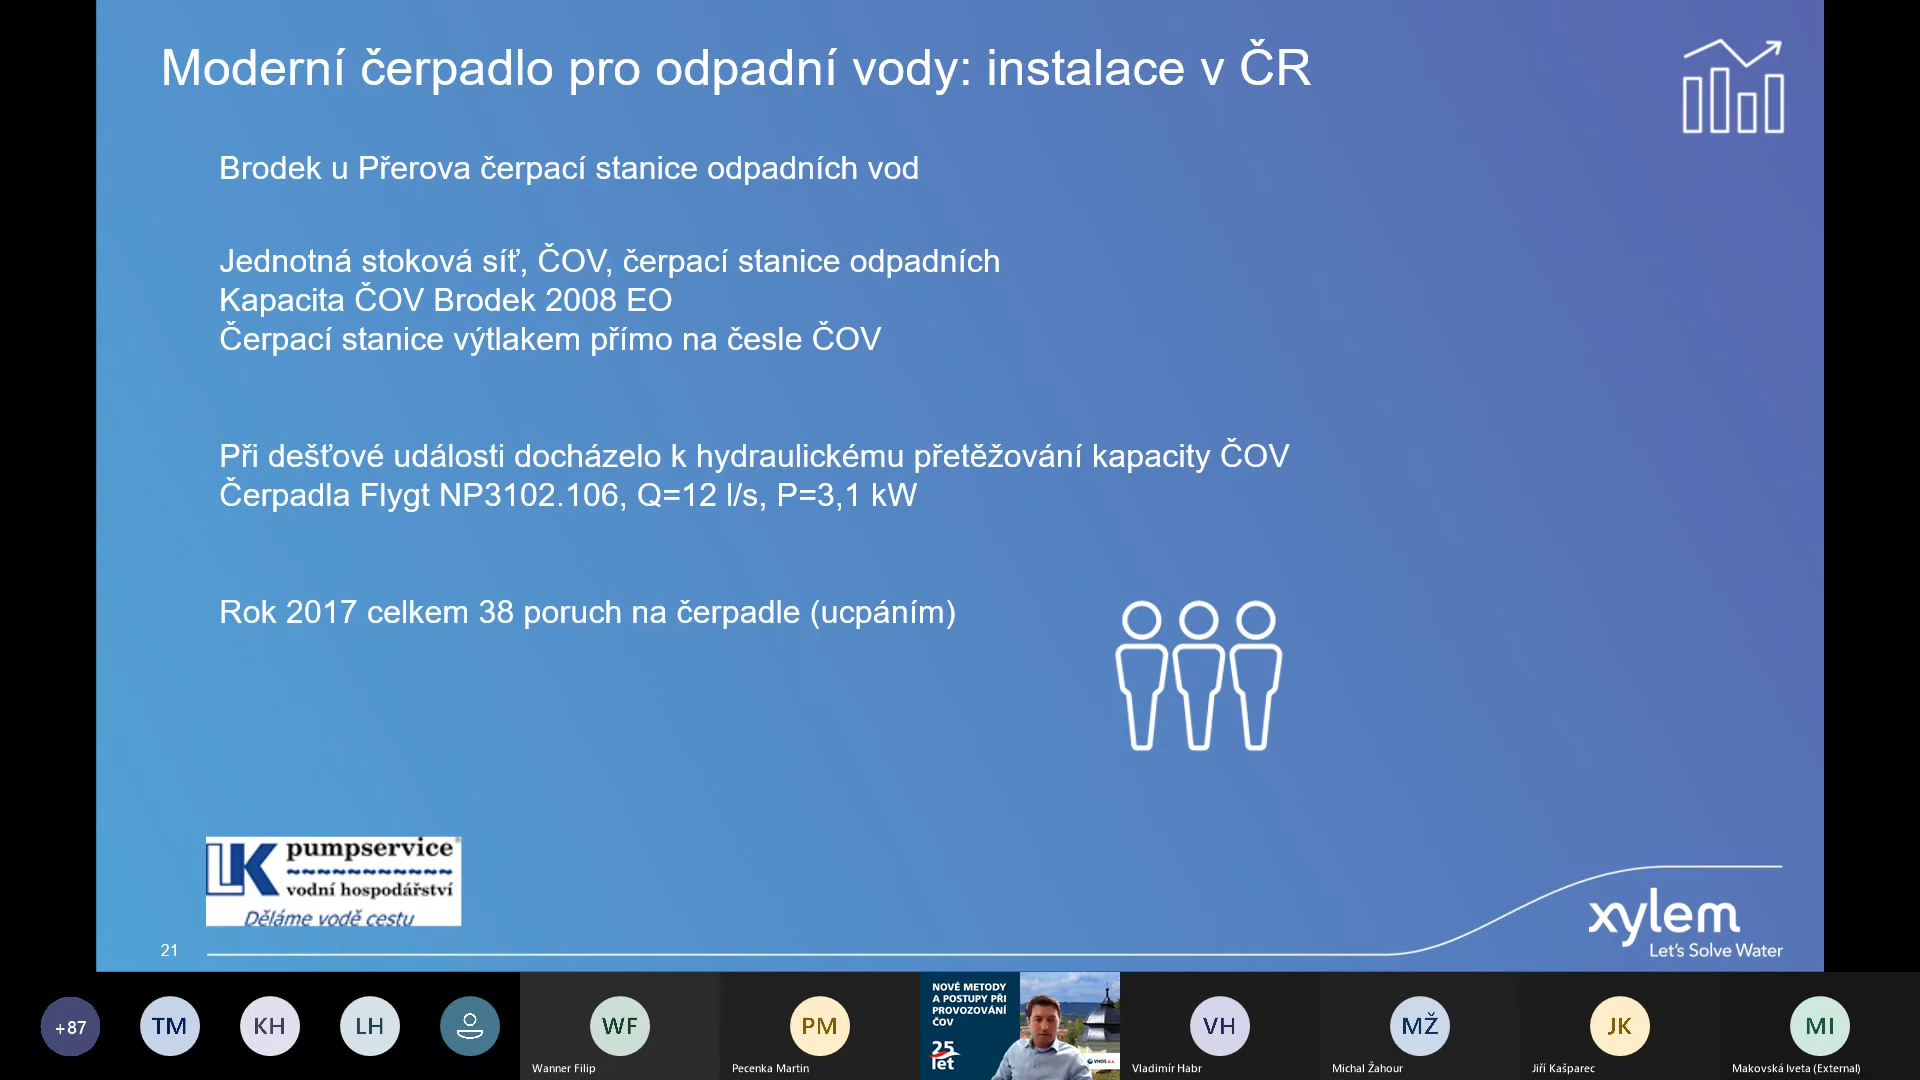 Moderní čerpadlo pro odpadní vody: instalace v ČR
Brodek u Přerova čerpací stanice odpadních vod
Jednotná stoková síť, ČOV, čerpací stanice odpadních
Kapacita ČOV Brodek 2008 EO
Čerpací stanice výtlakem přímo na česle ČOV
Při dešťové události docházelo k hydraulickému přetěžování kapacity ČOV
Čerpadla Flygt NP3102.106, Q=12 l/s, P=3,1 kW
Rok 2017 celkem 38 poruch na čerpadle (ucpáním)
LK
pumpservice
vodní hospodářství
Děláme vodě cestu
21
xylem
Let's Solve Water
+87
TM
KH
LH
WF
Wanner Filip
PM
Pecenka Martin
NOVÉ METODY
A POSTUPY PŘI
PROVOZOVÁNÍ
ČOV
25
let
VHOS a.s.
VH
Vladimír Habr
MŽ
Michal Žahour
JK
Jiří Kašparec
MI
Makovská Iveta (External)